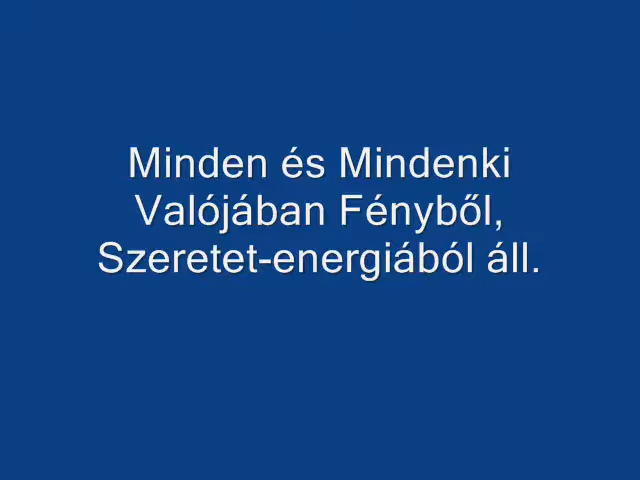 Minden és Mindenki
Valójában Fényből,
Szeretet-energiából áll.